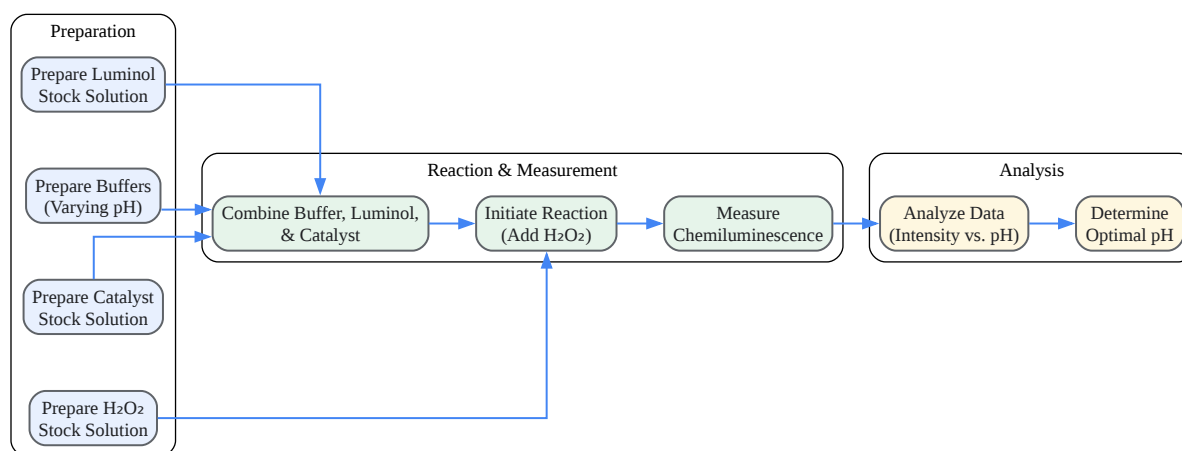 Preparation
Prepare Luminol
Stock Solution
Prepare Buffers
(Varying pH)
Prepare Catalyst
Stock Solution
Prepare H₂O₂
Stock Solution
Reaction & Measurement
Combine Buffer, Luminol,
& Catalyst
Initiate Reaction
(Add H₂O₂)
Measure
Chemiluminescence
Analysis
Analyze Data
(Intensity vs. pH)
Determine
Optimal pH